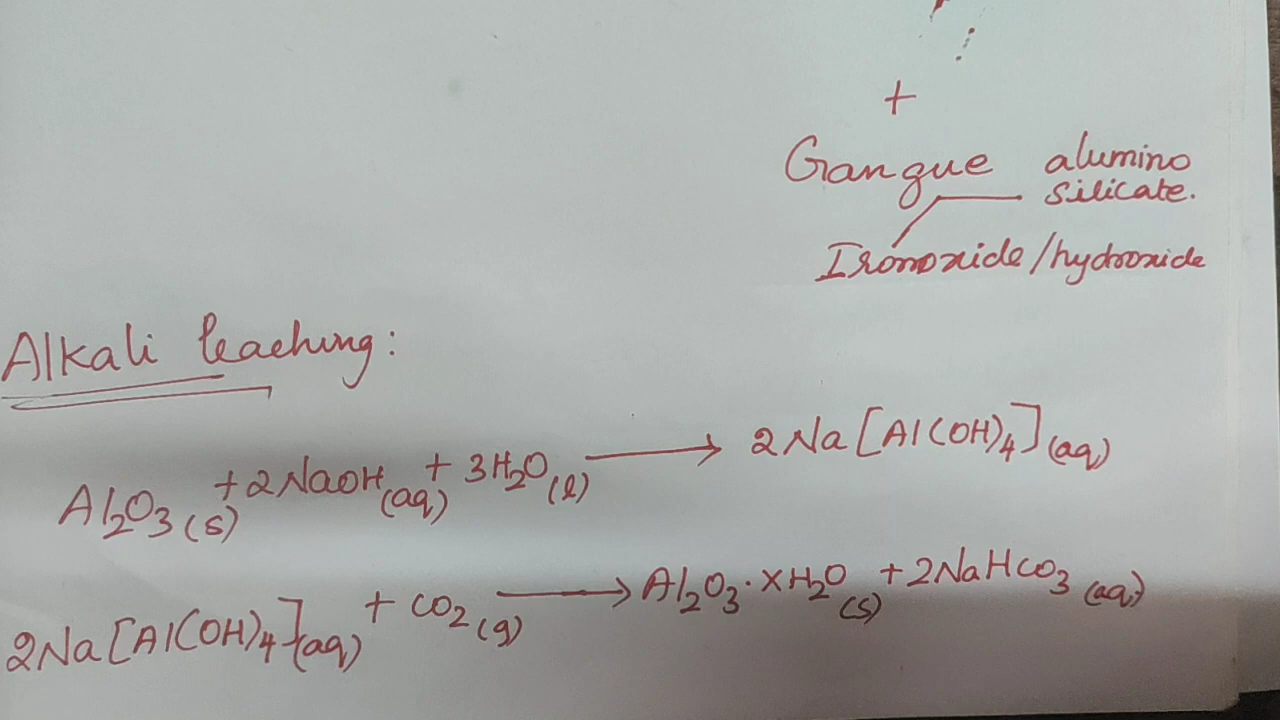 +
Gangue alumino
silicate.
Ironoxide/hydroxide
Alkali leaching:
Al₂O₃(s) + 2NaOH(aq) + 3H₂O(l) ⟶ 2Na[Al(OH)₄](aq)
2Na[Al(OH)₄](aq) + CO₂(g) ⟶ Al₂O₃·XH₂O(s) + 2NaHCO₃(aq)